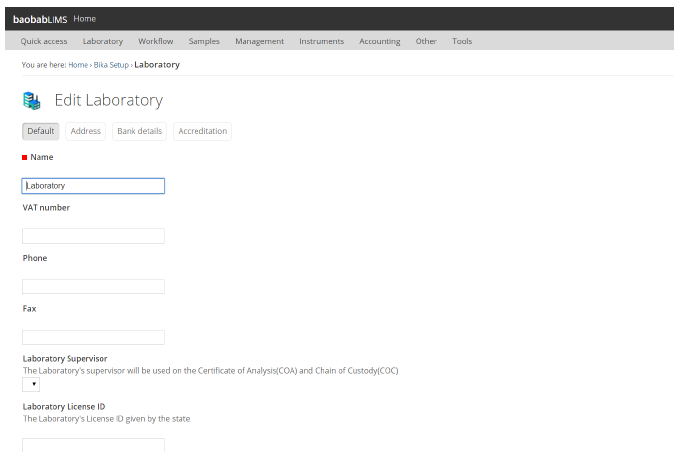 baobabLIMS Home
Quick access Laboratory Workflow Samples Management Instruments Accounting Other Tools
You are here: Home › Bika Setup › Laboratory
Edit Laboratory
Default Address Bank details Accreditation
Name
Laboratory
VAT number
Phone
Fax
Laboratory Supervisor
The Laboratory's supervisor will be used on the Certificate of Analysis(COA) and Chain of Custody(COC)
Laboratory License ID
The Laboratory's License ID given by the state